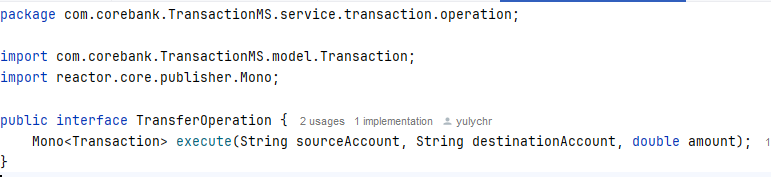 package com.corebank.TransactionMS.service.transaction.operation;
import com.corebank.TransactionMS.model.Transaction;
import reactor.core.publisher.Mono;
public interface TransferOperation { 2 usages 1 implementation yulychr
Mono<Transaction> execute(String sourceAccount, String destinationAccount, double amount); 1
}